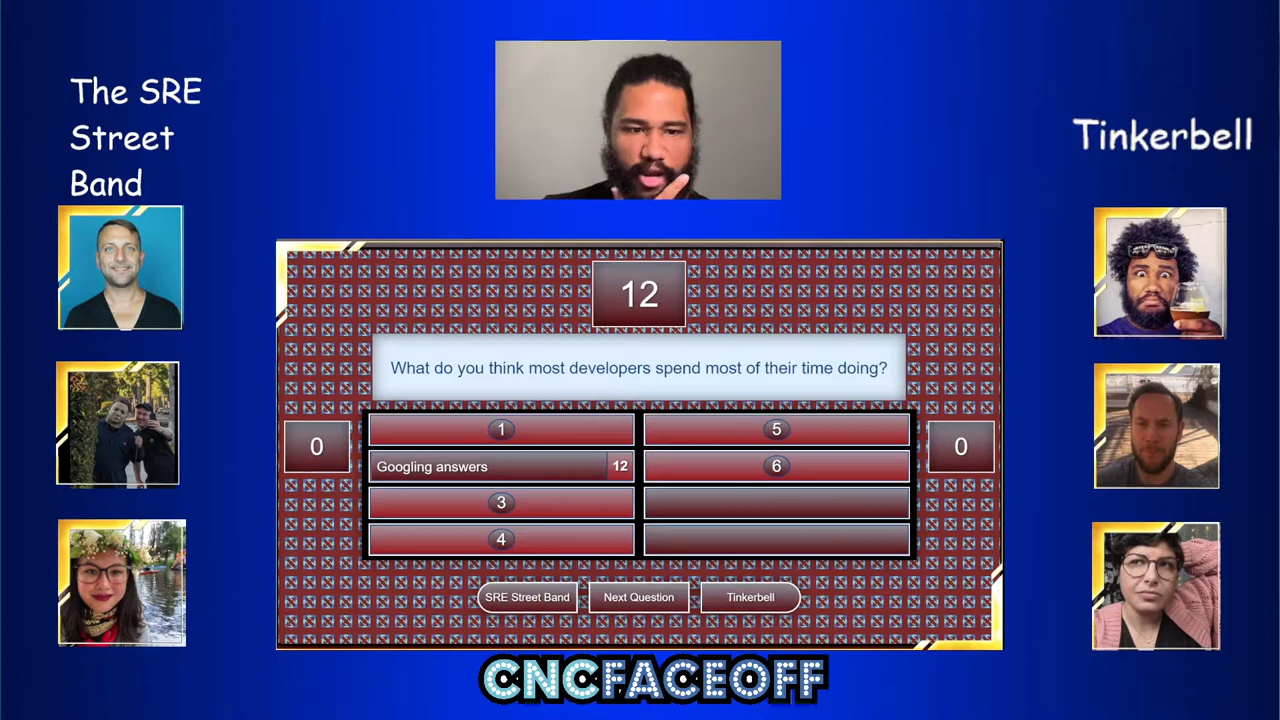 The SRE
Street
Band
Tinkerbell
12
What do you think most developers spend most of their time doing?
0
0
1
Googling answers 12
3
4
5
6
SRE Street Band
Next Question
Tinkerbell
CNCFACEOFF